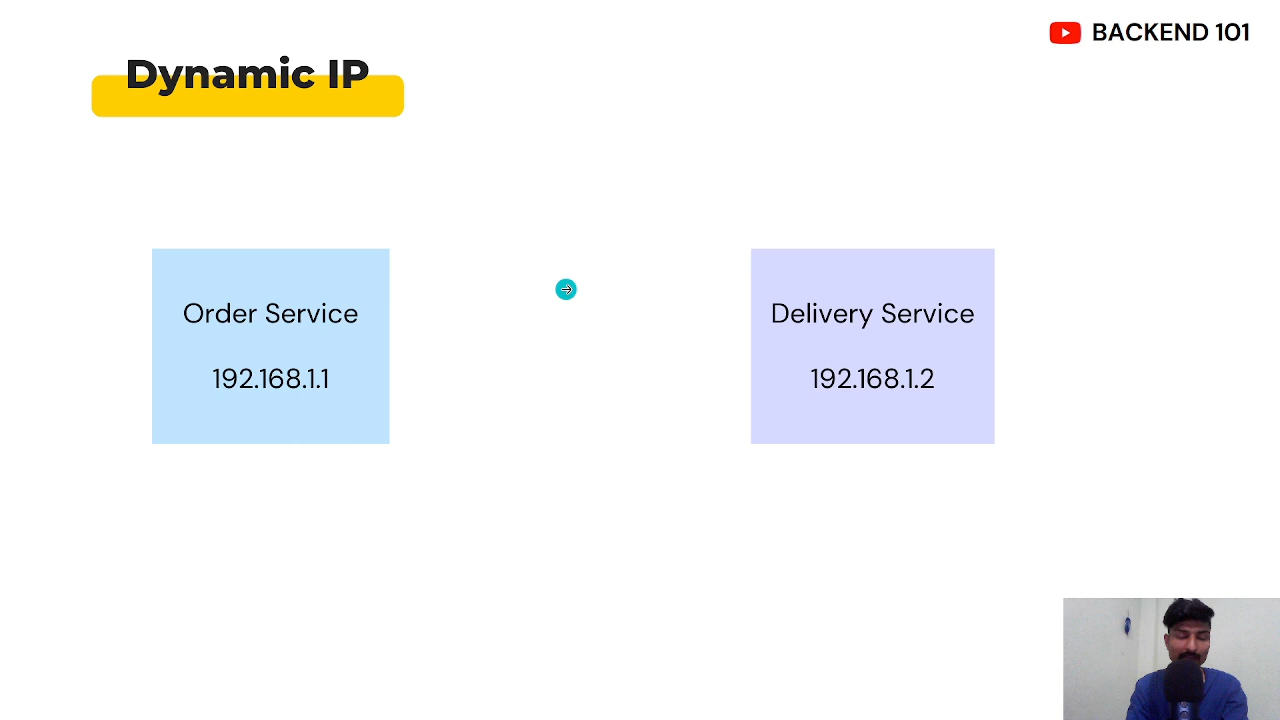 BACKEND 101
Dynamic IP
Order Service
192.168.1.1
Delivery Service
192.168.1.2